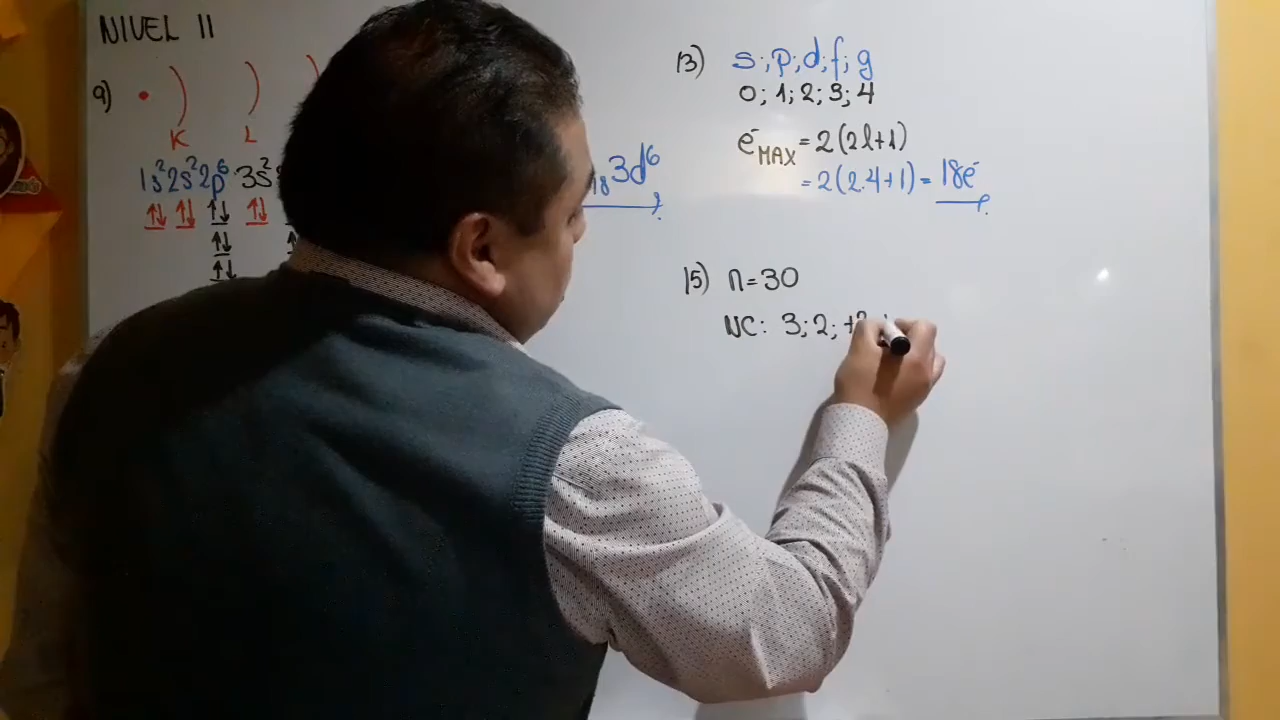 NIVEL II
9)
K L
1s² 2s² 2p⁶ 3s²
₁₈ 3d⁶
13) s; p; d; f; g
0; 1; 2; 3; 4
e⁻MAX = 2(2l+1)
= 2(2.4+1) = 18e⁻
15) n=30
NC: 3; 2; +2